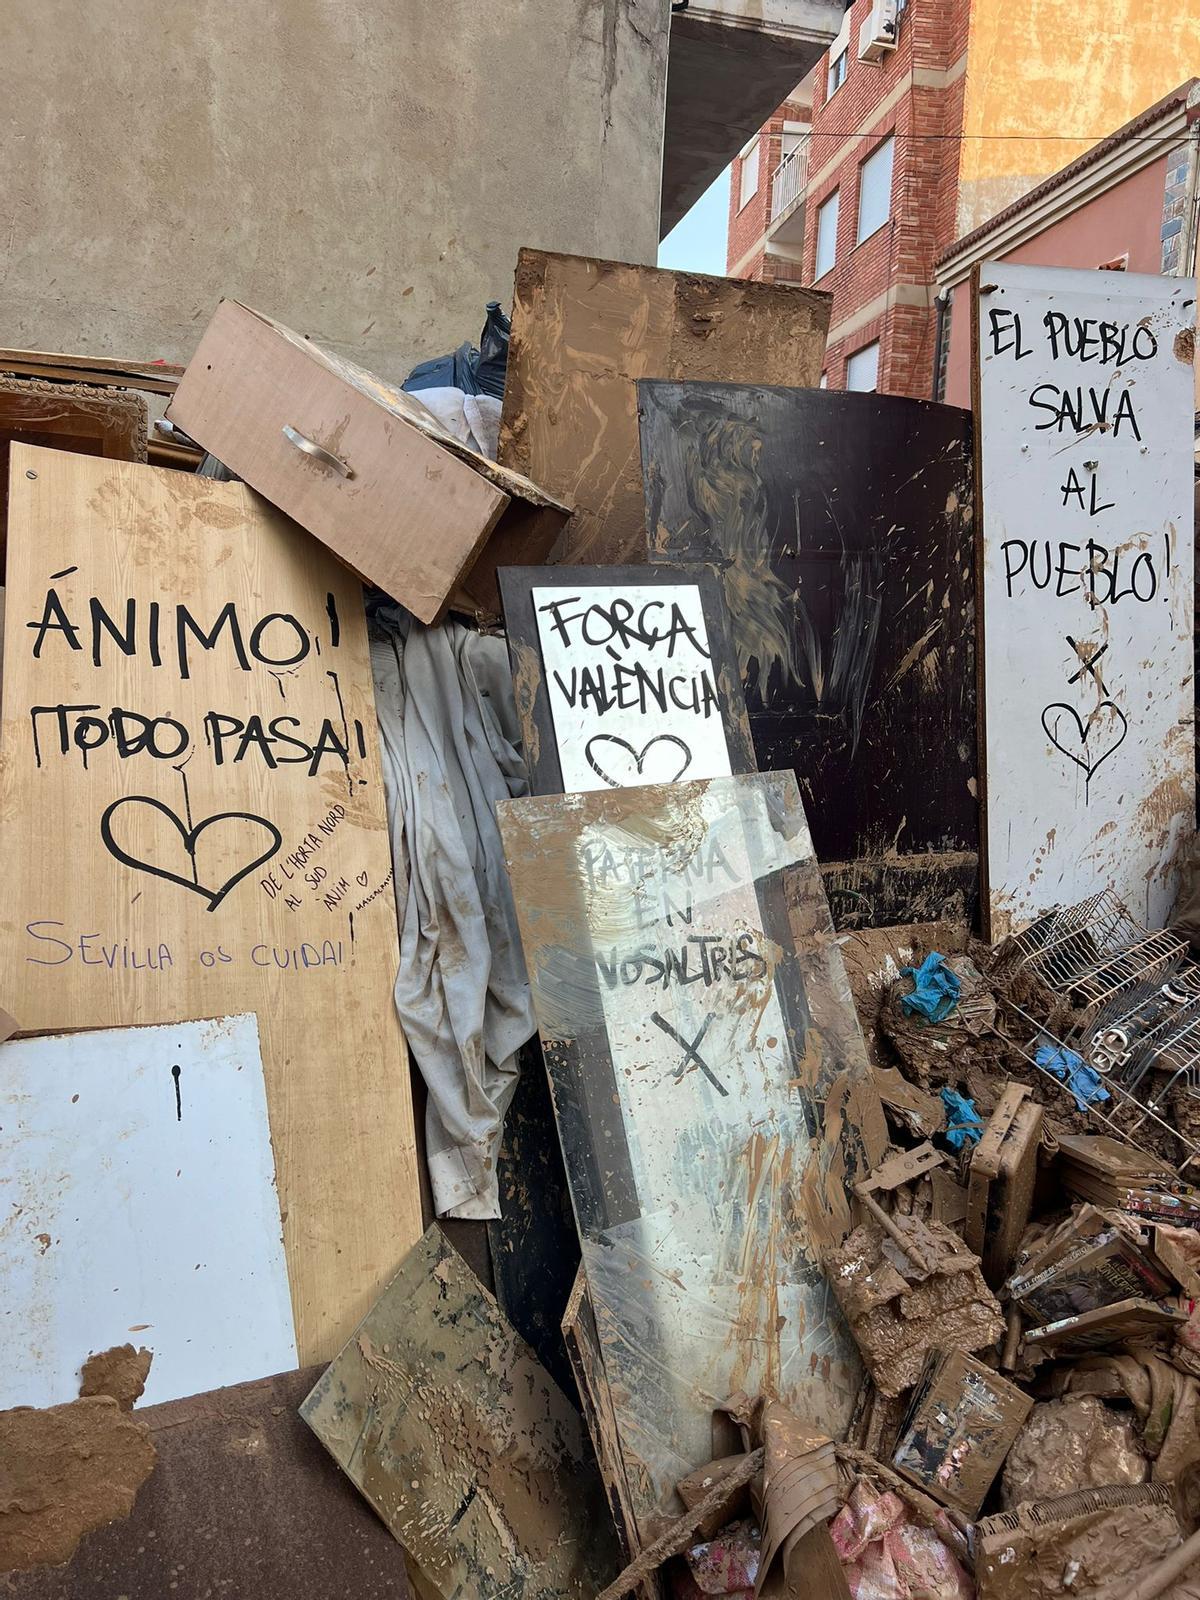 ÁNIMO!
¡TODO PASA!
DE L'HORTA NORD
AL SUD
ÀNIM
SEVILLA OS CUIDA!
FORÇA
VALÈNCIA
PATERNA
EN
VOSALTRES
X
EL PUEBLO
SALVA
AL
PUEBLO!
X